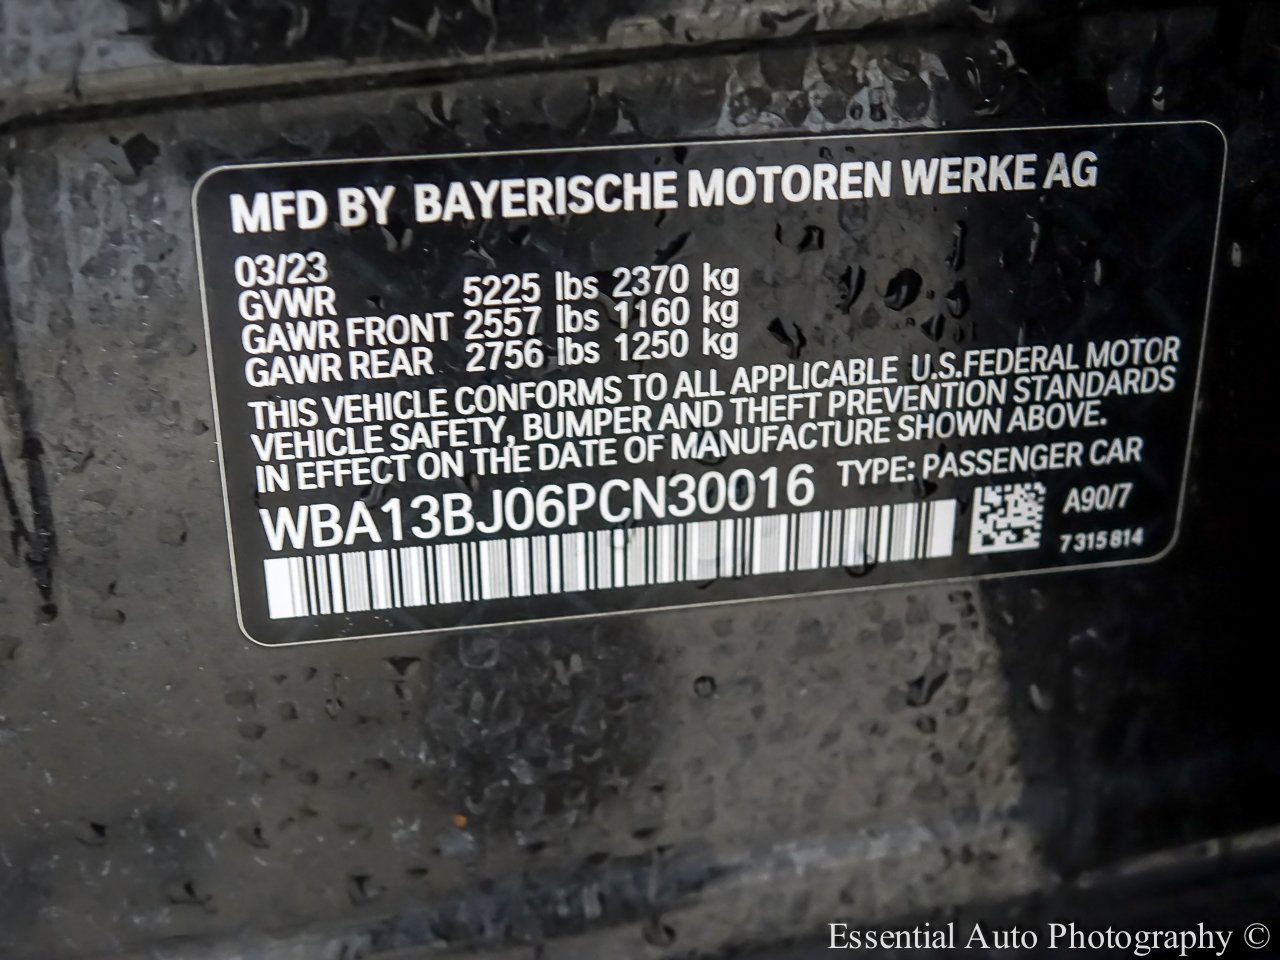 MFD BY BAYERISCHE MOTOREN WERKE AG
03/23
GVWR 5225 lbs 2370 kg
GAWR FRONT 2557 lbs 1160 kg
GAWR REAR 2756 lbs 1250 kg
THIS VEHICLE CONFORMS TO ALL APPLICABLE U.S.FEDERAL MOTOR
VEHICLE SAFETY, BUMPER AND THEFT PREVENTION STANDARDS
IN EFFECT ON THE DATE OF MANUFACTURE SHOWN ABOVE.
WBA13BJ06PCN30016 TYPE: PASSENGER CAR
A90/7
7315814
Essential Auto Photography ©